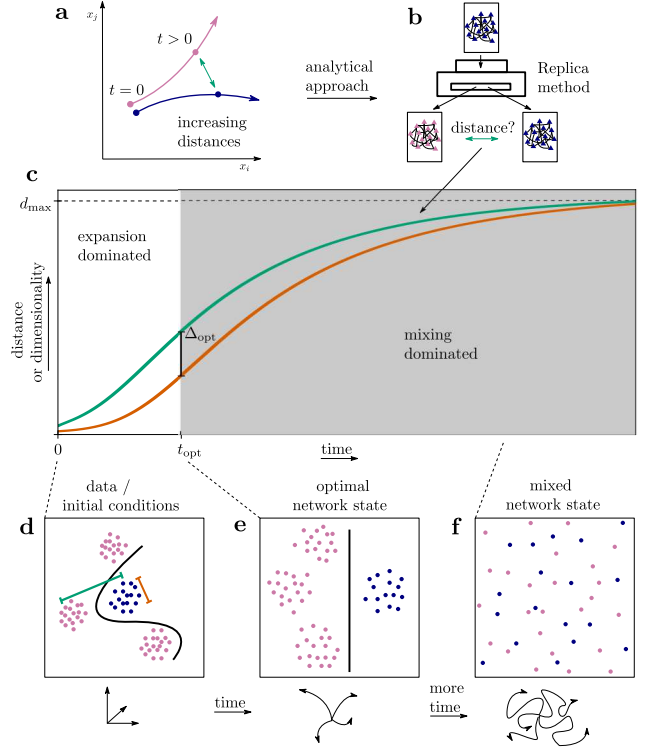 a
x_j
t > 0
t = 0
increasing
distances
x_i
analytical
approach
b
Replica
method
distance?
c
d_max
expansion
dominated
Δ_opt
mixing
dominated
distance
or dimensionality
0
t_opt
time
data /
initial conditions
optimal
network state
mixed
network state
d
e
f
time
more
time